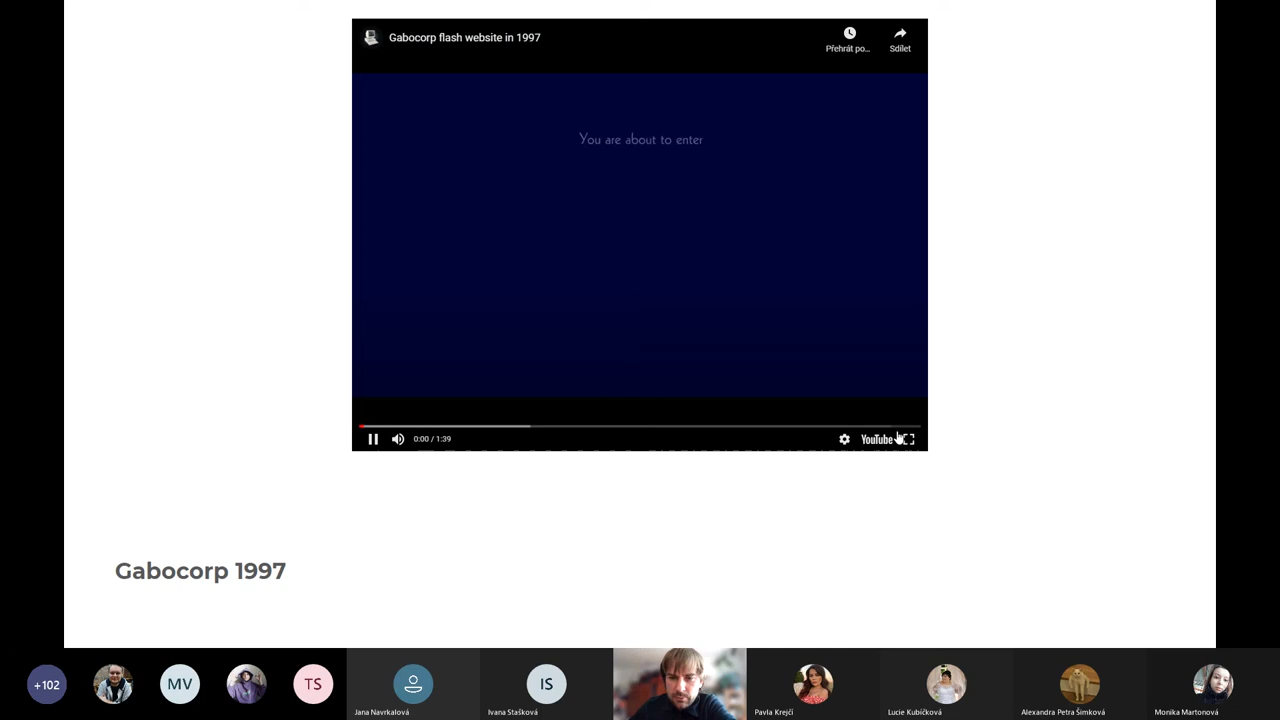 Gabocorp flash website in 1997
Přehrát po...
Sdílet
You are about to enter
0:00 / 1:39
YouTube
Gabocorp 1997
+102
MV
TS
Jana Navrkalová
IS
Ivana Stašková
Pavla Krejčí
Lucie Kubíčková
Alexandra Petra Šimková
Monika Martonová